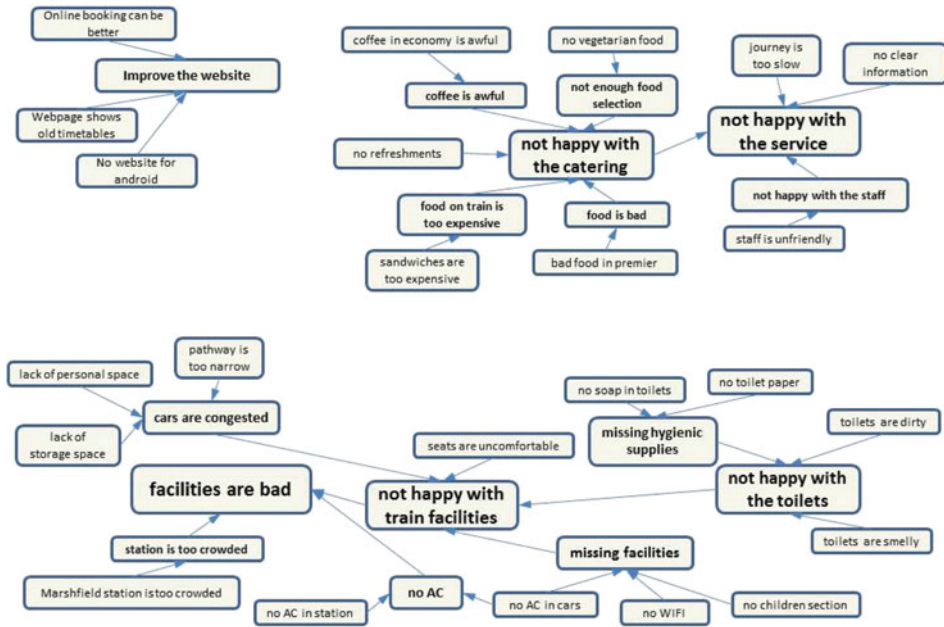 Online booking can be
better
Improve the website
Webpage shows
old timetables
No website for
android
coffee in economy is awful
no vegetarian food
coffee is awful
not enough food
selection
no refreshments
not happy with
the catering
food on train is
too expensive
food is bad
sandwiches are
too expensive
bad food in premier
journey is
too slow
no clear
information
not happy with
the service
not happy with the staff
staff is unfriendly
pathway is
too narrow
lack of personal space
cars are congested
lack of
storage space
seats are uncomfortable
no soap in toilets
no toilet paper
missing hygienic
supplies
toilets are dirty
facilities are bad
not happy with
train facilities
not happy with
the toilets
station is too crowded
missing facilities
toilets are smelly
Marshfield station is too crowded
no AC
no AC in station
no AC in cars
no WIFI
no children section